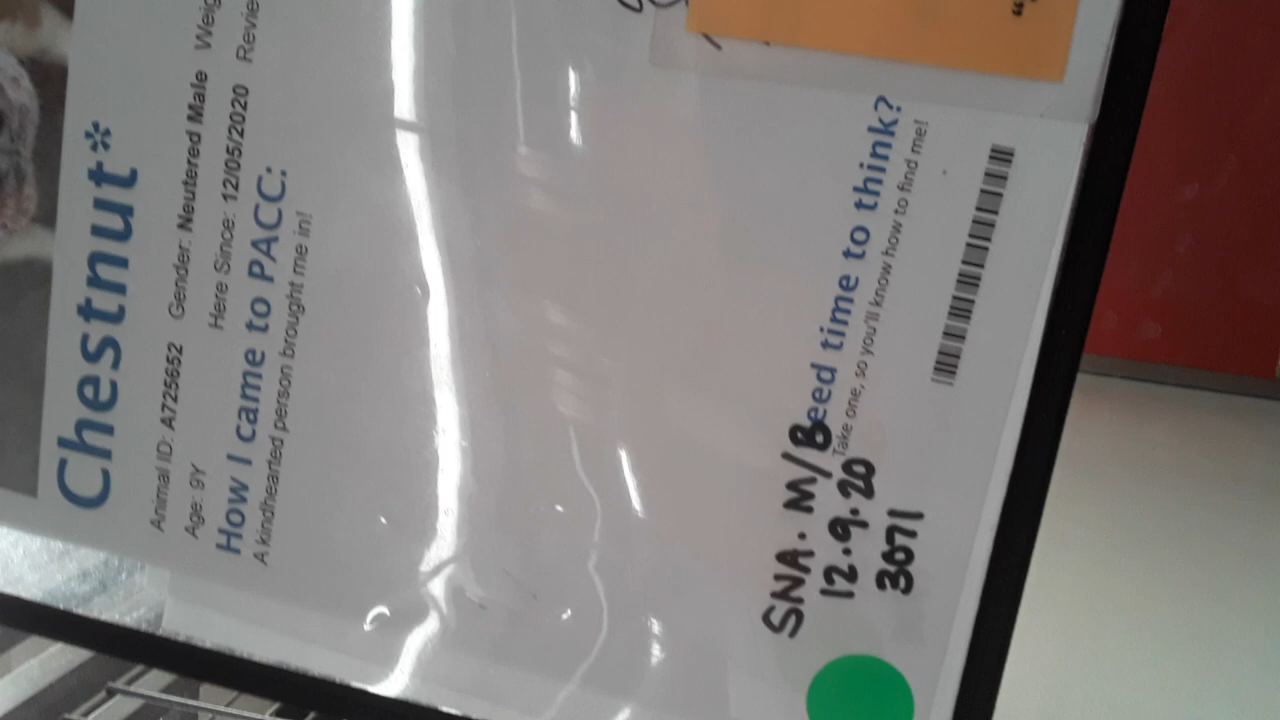 Chestnut*
Animal ID: A725652 Gender: Neutered Male
Age: 9Y Here Since: 12/05/2020
How I came to PACC:
A kindhearted person brought me in!
SNA. M/B
eed time to think?
12.9.20
Take one, so you'll know how to find me!
3071